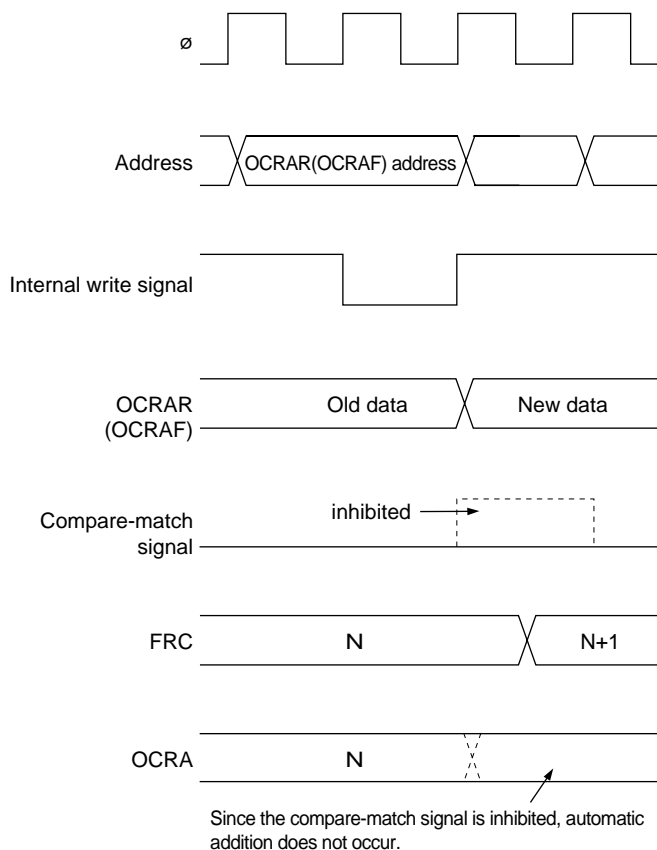 ø
Address
OCRAR(OCRAF) address
Internal write signal
OCRAR
(OCRAF)
Old data
New data
Compare-match
signal
inhibited
FRC
N
N+1
OCRA
N
Since the compare-match signal is inhibited, automatic
addition does not occur.